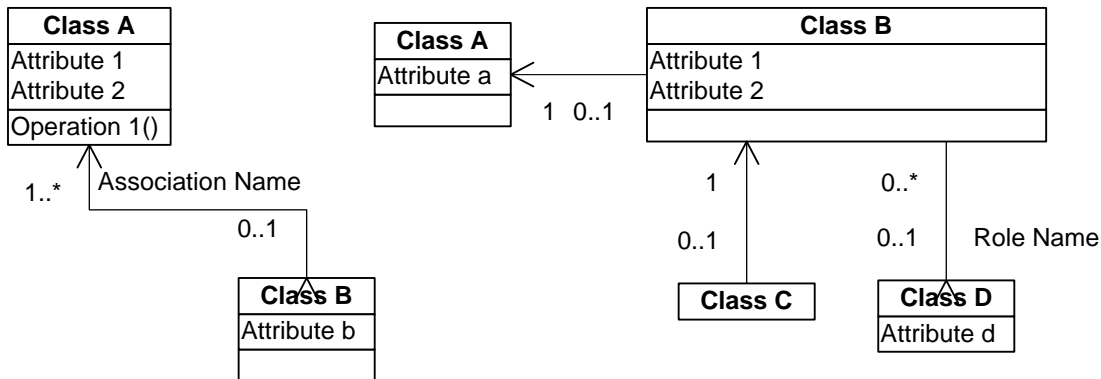 Class A
Attribute 1
Attribute 2
Operation 1()
1..*
Association Name
0..1
Class B
Attribute b
Class A
Attribute a
1 0..1
Class B
Attribute 1
Attribute 2
1
0..1
Class C
0..*
0..1
Role Name
Class D
Attribute d